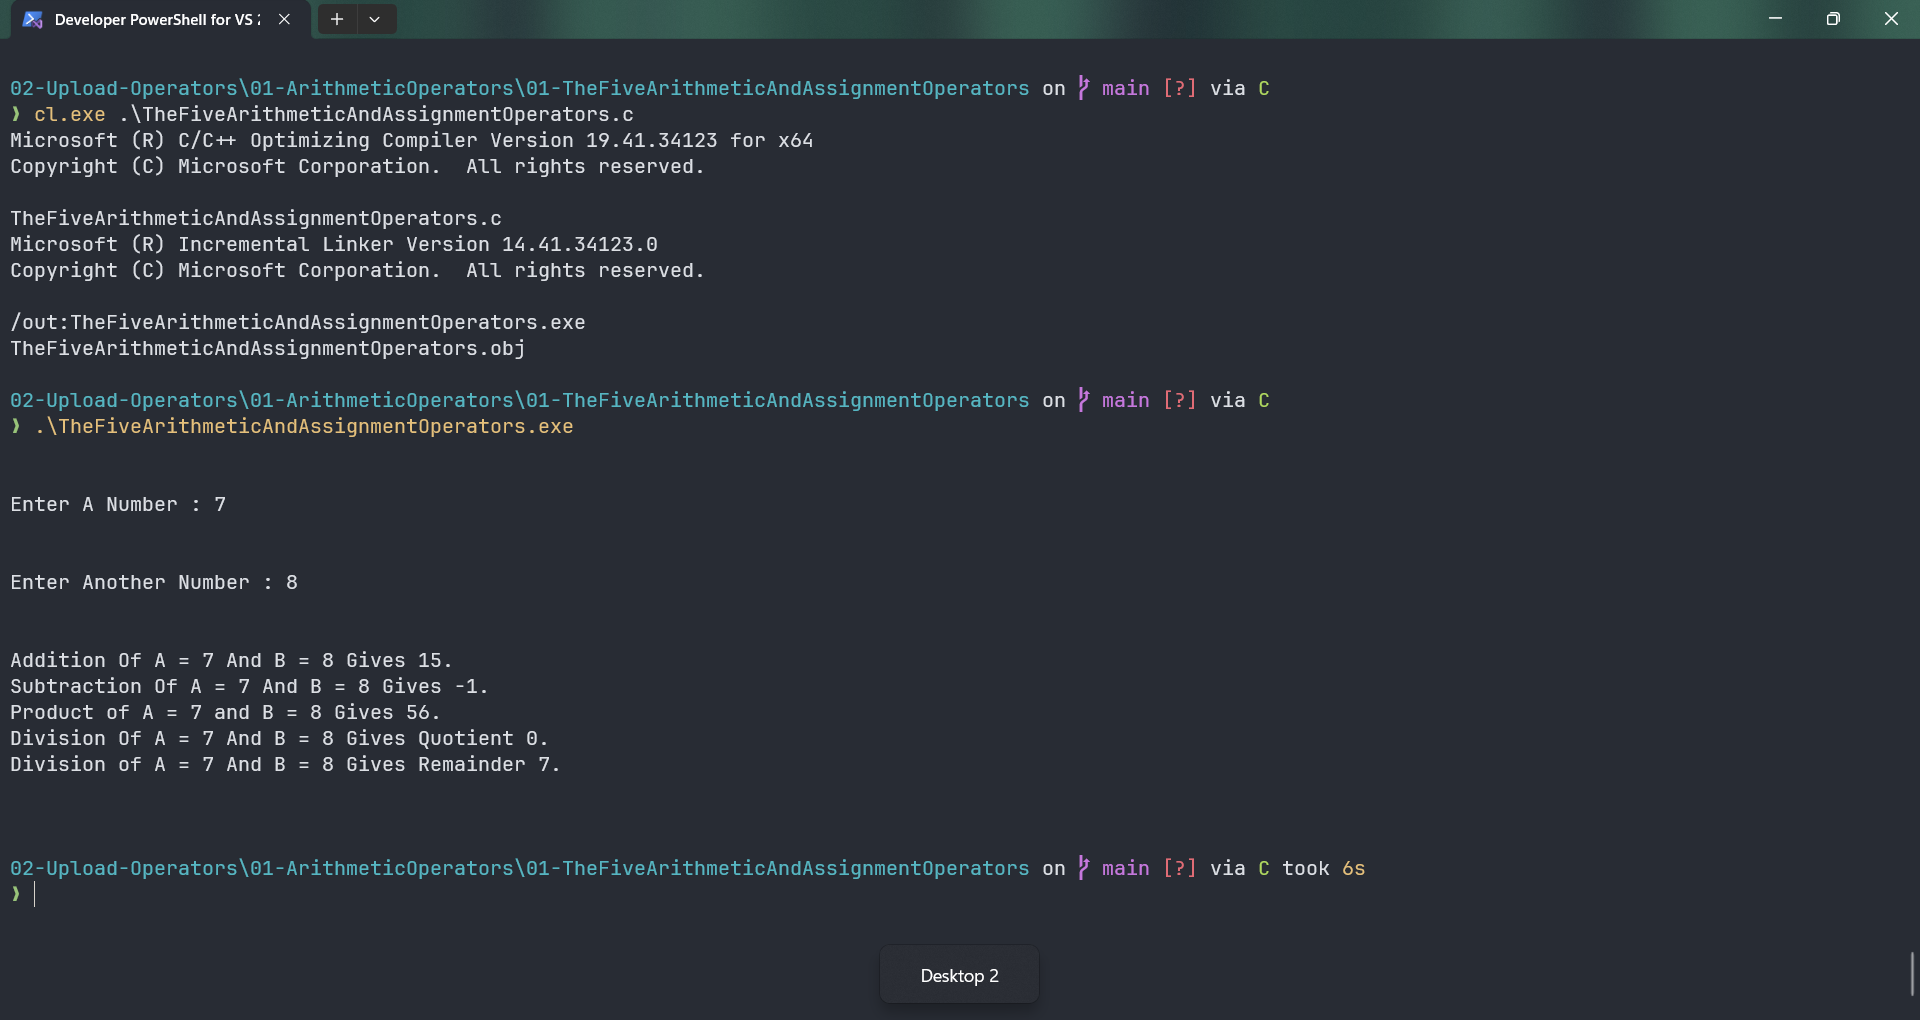 Developer PowerShell for VS 2
02-Upload-Operators\01-ArithmeticOperators\01-TheFiveArithmeticAndAssignmentOperators on main [?] via C
❯ cl.exe .\TheFiveArithmeticAndAssignmentOperators.c
Microsoft (R) C/C++ Optimizing Compiler Version 19.41.34123 for x64
Copyright (C) Microsoft Corporation.  All rights reserved.
TheFiveArithmeticAndAssignmentOperators.c
Microsoft (R) Incremental Linker Version 14.41.34123.0
Copyright (C) Microsoft Corporation.  All rights reserved.
/out:TheFiveArithmeticAndAssignmentOperators.exe
TheFiveArithmeticAndAssignmentOperators.obj
02-Upload-Operators\01-ArithmeticOperators\01-TheFiveArithmeticAndAssignmentOperators on main [?] via C
❯ .\TheFiveArithmeticAndAssignmentOperators.exe
Enter A Number : 7
Enter Another Number : 8
Addition Of A = 7 And B = 8 Gives 15.
Subtraction Of A = 7 And B = 8 Gives -1.
Product of A = 7 and B = 8 Gives 56.
Division Of A = 7 And B = 8 Gives Quotient 0.
Division of A = 7 And B = 8 Gives Remainder 7.
02-Upload-Operators\01-ArithmeticOperators\01-TheFiveArithmeticAndAssignmentOperators on main [?] via C took 6s
❯
Desktop 2